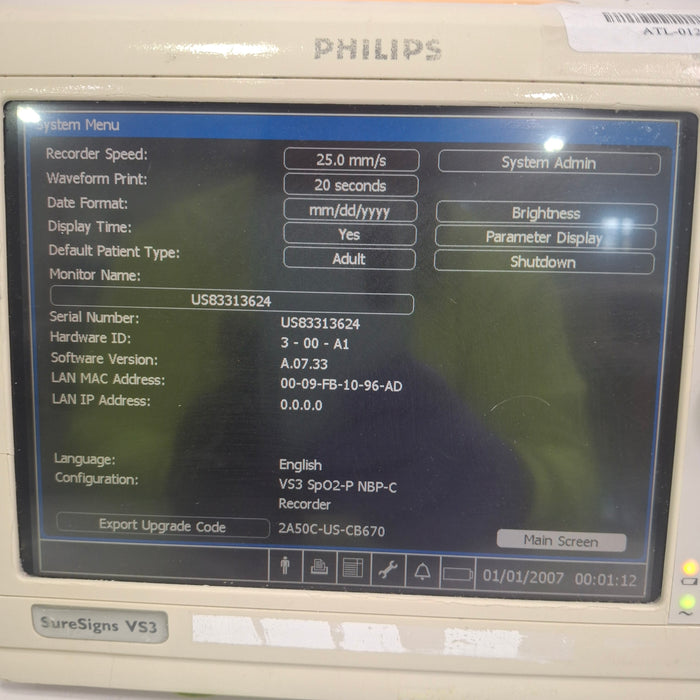 PHILIPS
ATL-012
System Menu
Recorder Speed: 25.0 mm/s System Admin
Waveform Print: 20 seconds
Date Format: mm/dd/yyyy Brightness
Display Time: Yes Parameter Display
Default Patient Type: Adult Shutdown
Monitor Name:
US83313624
Serial Number: US83313624
Hardware ID: 3 - 00 - A1
Software Version: A.07.33
LAN MAC Address: 00-09-FB-10-96-AD
LAN IP Address: 0.0.0.0
Language: English
Configuration: VS3 SpO2-P NBP-C
Recorder
Export Upgrade Code 2A50C-US-CB670
Main Screen
01/01/2007 00:01:12
SureSigns VS3